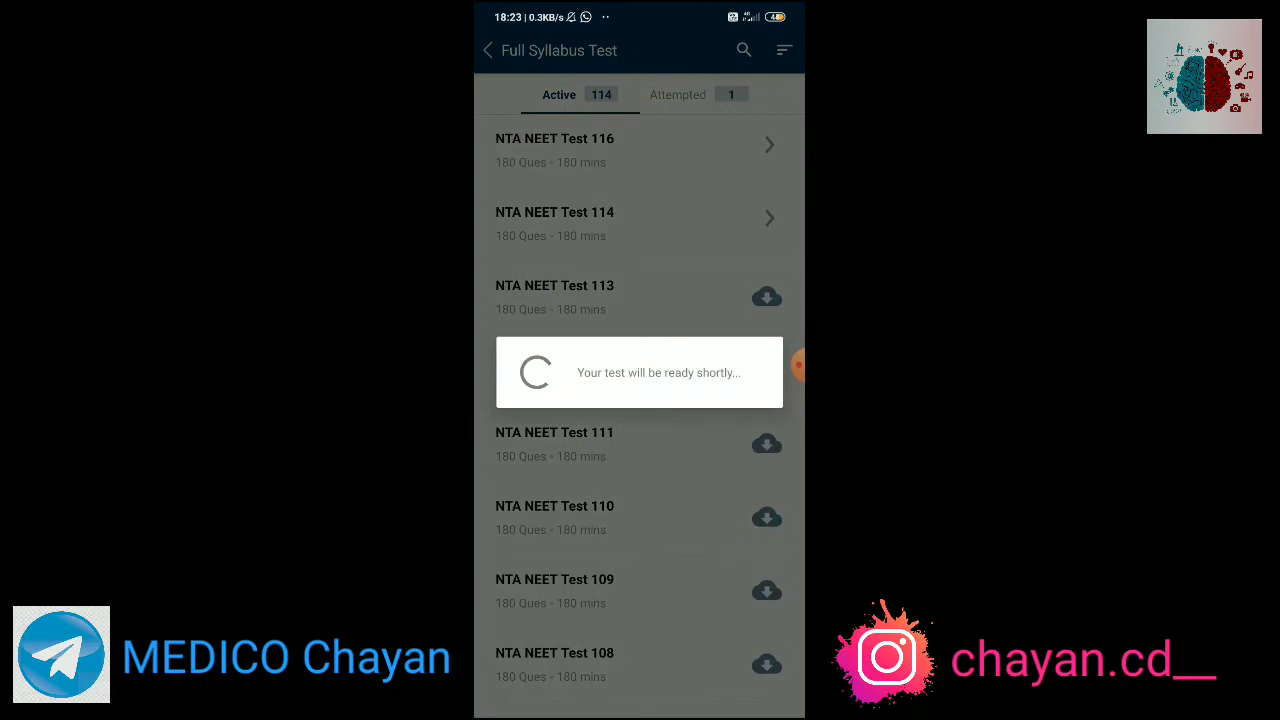 18:23 | 0.3KB/s
4G
Full Syllabus Test
Active 114 Attempted 1
NTA NEET Test 116
180 Ques - 180 mins
NTA NEET Test 114
180 Ques - 180 mins
NTA NEET Test 113
180 Ques - 180 mins
Your test will be ready shortly...
NTA NEET Test 111
180 Ques - 180 mins
NTA NEET Test 110
180 Ques - 180 mins
NTA NEET Test 109
180 Ques - 180 mins
NTA NEET Test 108
180 Ques - 180 mins
MEDICO Chayan
chayan.cd__